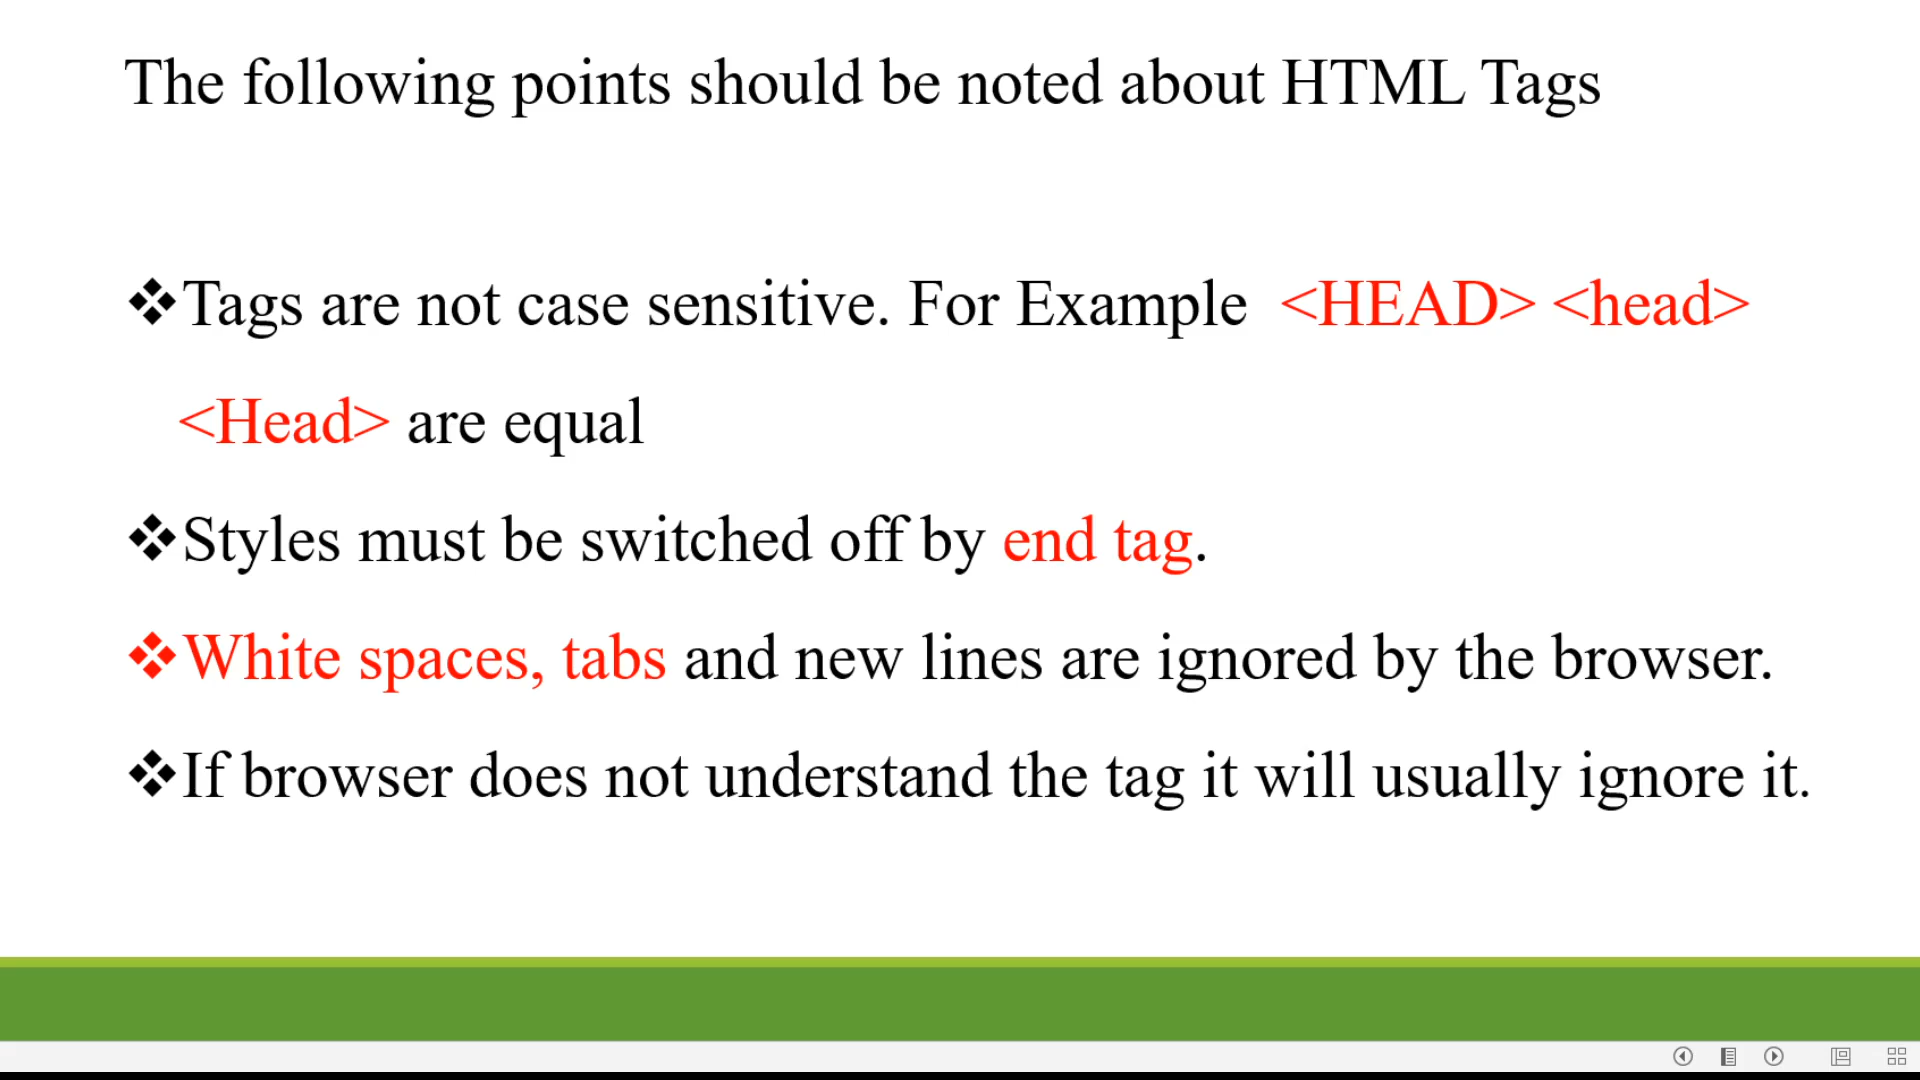 The following points should be noted about HTML Tags
❖Tags are not case sensitive. For Example <HEAD> <head>
<Head> are equal
❖Styles must be switched off by end tag.
❖White spaces, tabs and new lines are ignored by the browser.
❖If browser does not understand the tag it will usually ignore it.